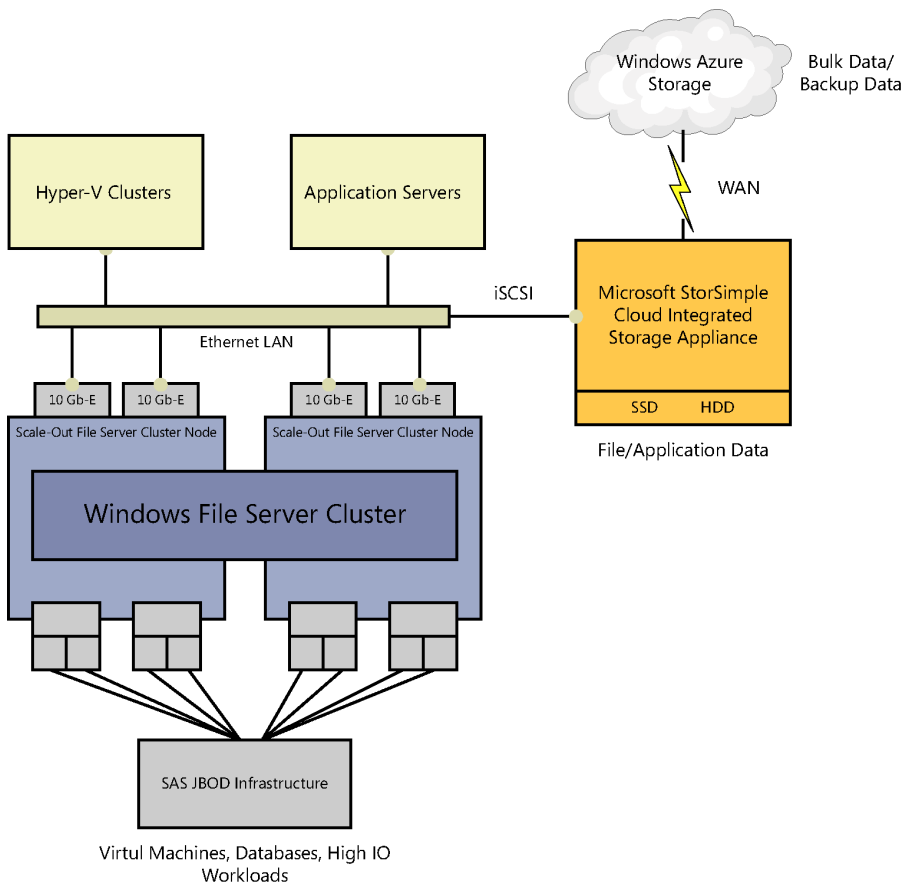 Windows Azure
Storage
Bulk Data/
Backup Data
WAN
Hyper-V Clusters
Application Servers
iSCSI
Microsoft StorSimple
Cloud Integrated
Storage Appliance
SSD
HDD
File/Application Data
Ethernet LAN
10 Gb-E
10 Gb-E
10 Gb-E
10 Gb-E
Scale-Out File Server Cluster Node
Scale-Out File Server Cluster Node
Windows File Server Cluster
SAS JBOD Infrastructure
Virtul Machines, Databases, High IO
Workloads